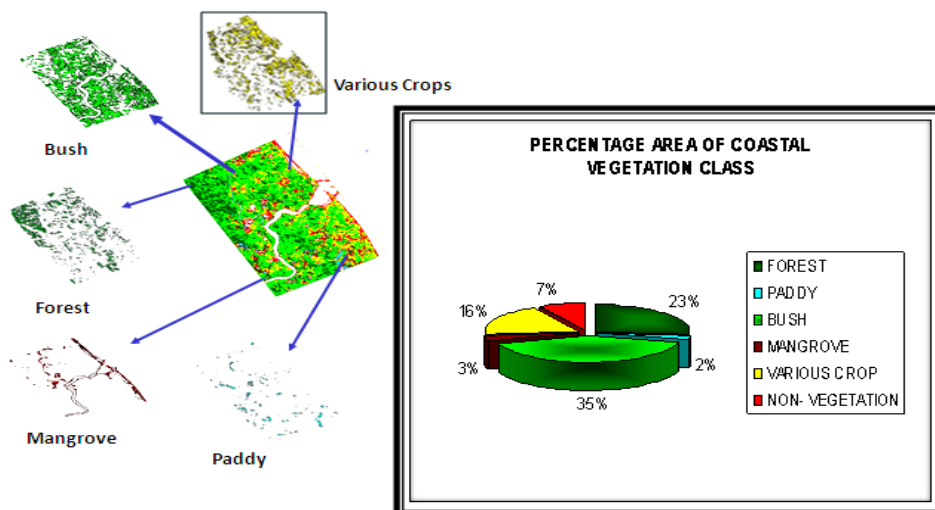 Various Crops
Bush
Forest
Mangrove
Paddy
PERCENTAGE AREA OF COASTAL
VEGETATION CLASS
23%
2%
35%
3%
16%
7%
FOREST
PADDY
BUSH
MANGROVE
VARIOUS CROP
NON- VEGETATION